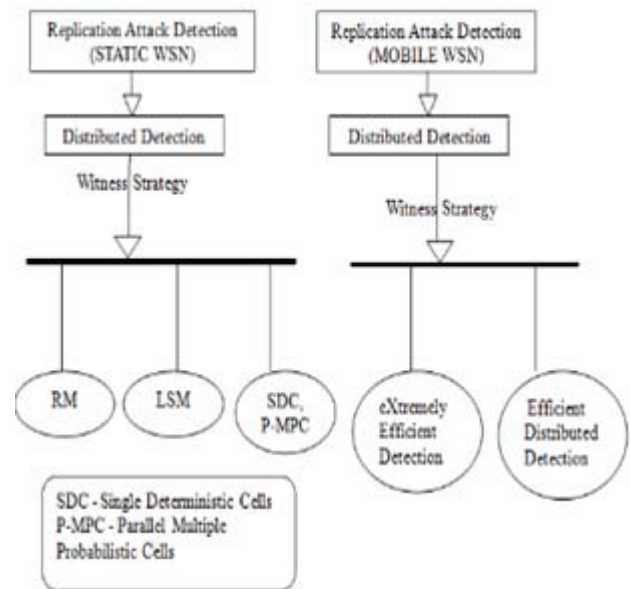 Replication Attack Detection
(STATIC WSN)
Replication Attack Detection
(MOBILE WSN)
Distributed Detection
Distributed Detection
Witness Strategy
Witness Strategy
RM
LSM
SDC,
P-MPC
eXtremely
Efficient
Detection
Efficient
Distributed
Detection
SDC - Single Deterministic Cells
P-MPC - Parallel Multiple
Probabilistic Cells